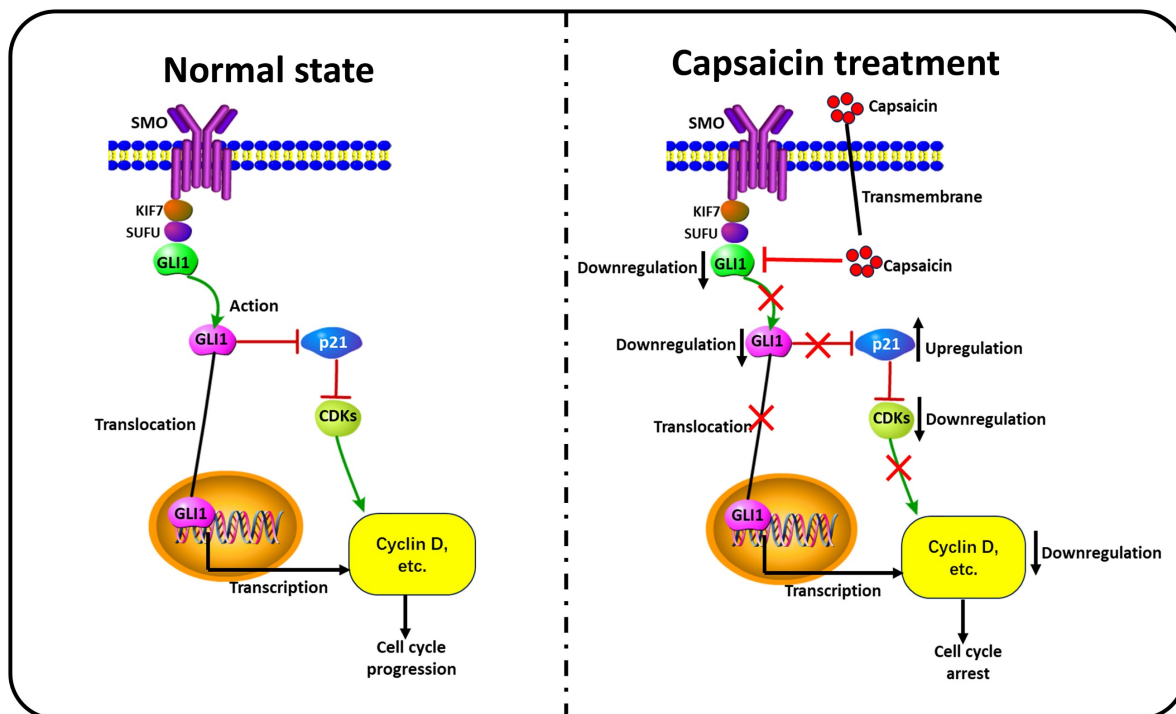 Normal state
SMO
KIF7
SUFU
GLI1
Action
GLI1
p21
Translocation
CDKs
GLI1
Cyclin D,
etc.
Transcription
Cell cycle
progression
Capsaicin treatment
SMO
Capsaicin
Transmembrane
KIF7
SUFU
Downregulation
GLI1
Capsaicin
Downregulation
GLI1
p21
Upregulation
Translocation
CDKs
Downregulation
GLI1
Cyclin D,
etc.
Downregulation
Transcription
Cell cycle
arrest